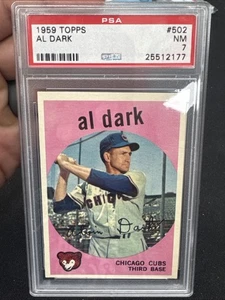 PSA
1959 TOPPS #502
AL DARK NM
7
25512177
al dark
CHICAGO CUBS
THIRD BASE